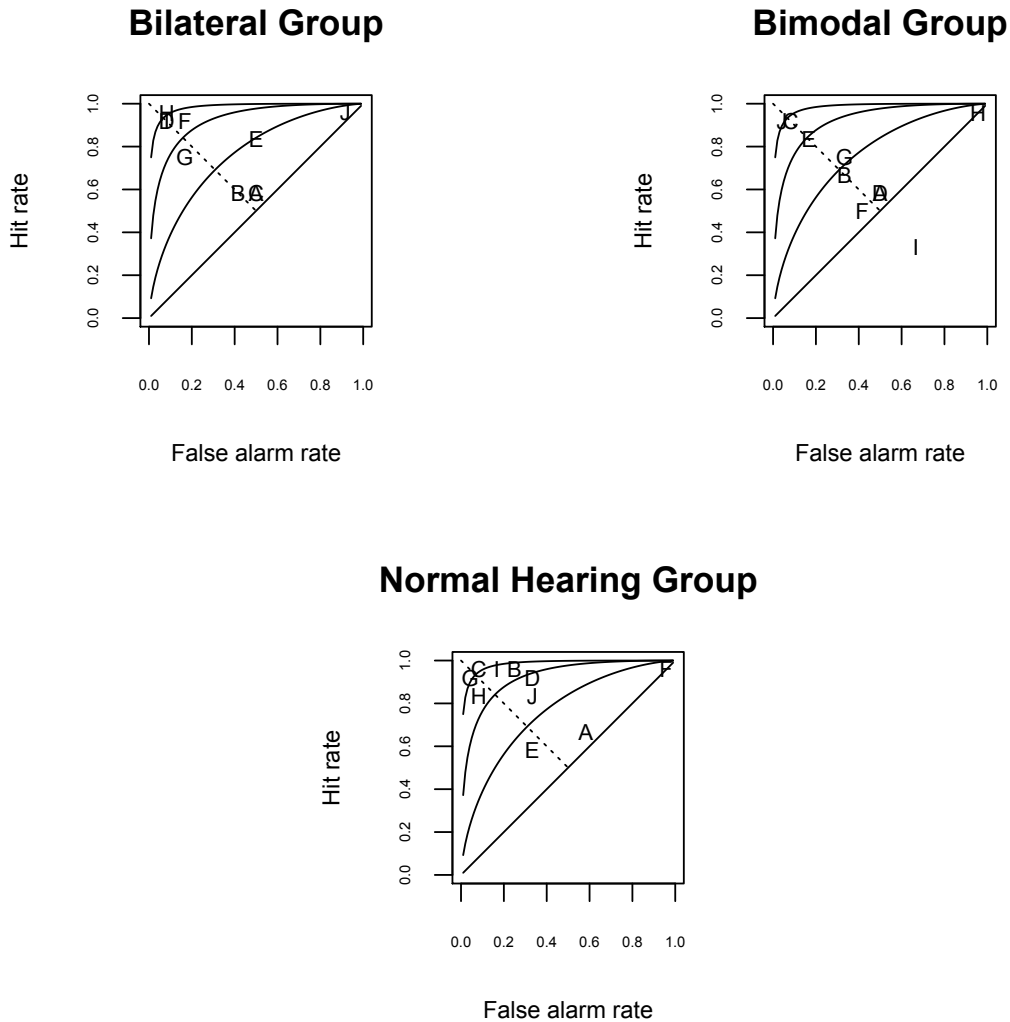 Bilateral Group
Hit rate
1.0
0.8
0.6
0.4
0.2
0.0
H
F
G
E
J
B
0.0 0.2 0.4 0.6 0.8 1.0
False alarm rate
Bimodal Group
Hit rate
1.0
0.8
0.6
0.4
0.2
0.0
C
H
E
G
B
F
I
0.0 0.2 0.4 0.6 0.8 1.0
False alarm rate
Normal Hearing Group
Hit rate
1.0
0.8
0.6
0.4
0.2
0.0
C I B F
G D
H J
A
E
0.0 0.2 0.4 0.6 0.8 1.0
False alarm rate